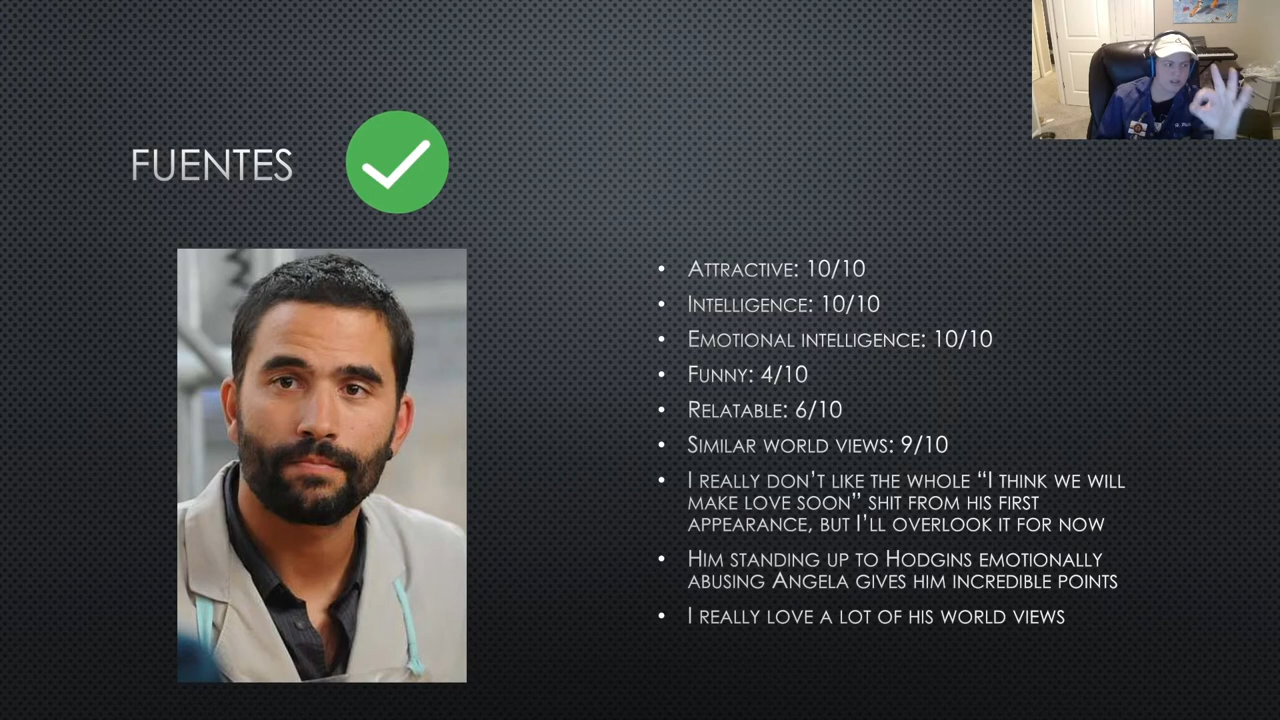 FUENTES
• ATTRACTIVE: 10/10
• INTELLIGENCE: 10/10
• EMOTIONAL INTELLIGENCE: 10/10
• FUNNY: 4/10
• RELATABLE: 6/10
• SIMILAR WORLD VIEWS: 9/10
• I REALLY DON’T LIKE THE WHOLE “I THINK WE WILL
MAKE LOVE SOON” SHIT FROM HIS FIRST
APPEARANCE, BUT I’LL OVERLOOK IT FOR NOW
• HIM STANDING UP TO HODGINS EMOTIONALLY
ABUSING ANGELA GIVES HIM INCREDIBLE POINTS
• I REALLY LOVE A LOT OF HIS WORLD VIEWS